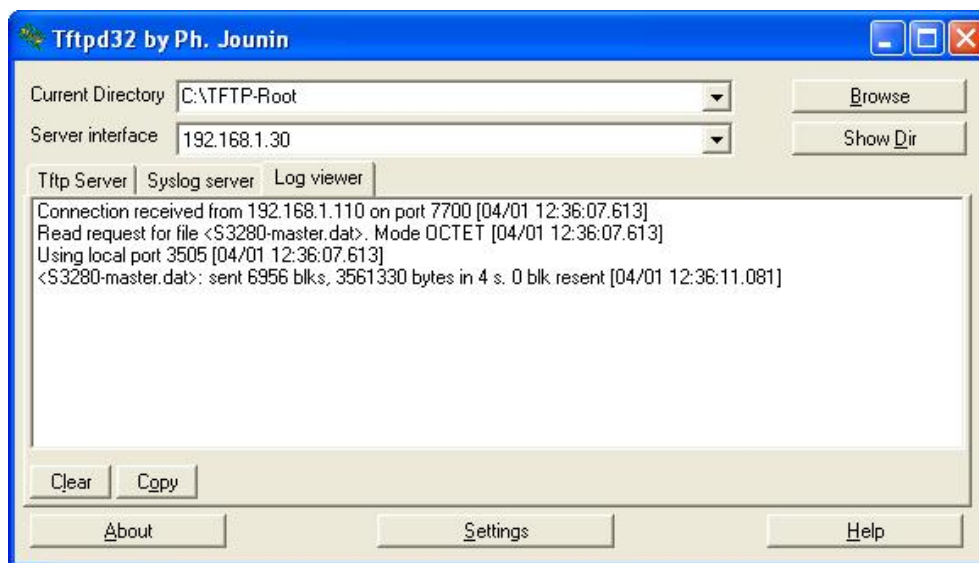 Tftpd32 by Ph. Jounin
Current Directory C:\TFTP-Root Browse
Server interface 192.168.1.30 Show Dir
Tftp Server Syslog server Log viewer
Connection received from 192.168.1.110 on port 7700 [04/01 12:36:07.613]
Read request for file <S3280-master.dat>. Mode OCTET [04/01 12:36:07.613]
Using local port 3505 [04/01 12:36:07.613]
<S3280-master.dat>: sent 6956 blks, 3561330 bytes in 4 s. 0 blk resent [04/01 12:36:11.081]
Clear Copy
About Settings Help